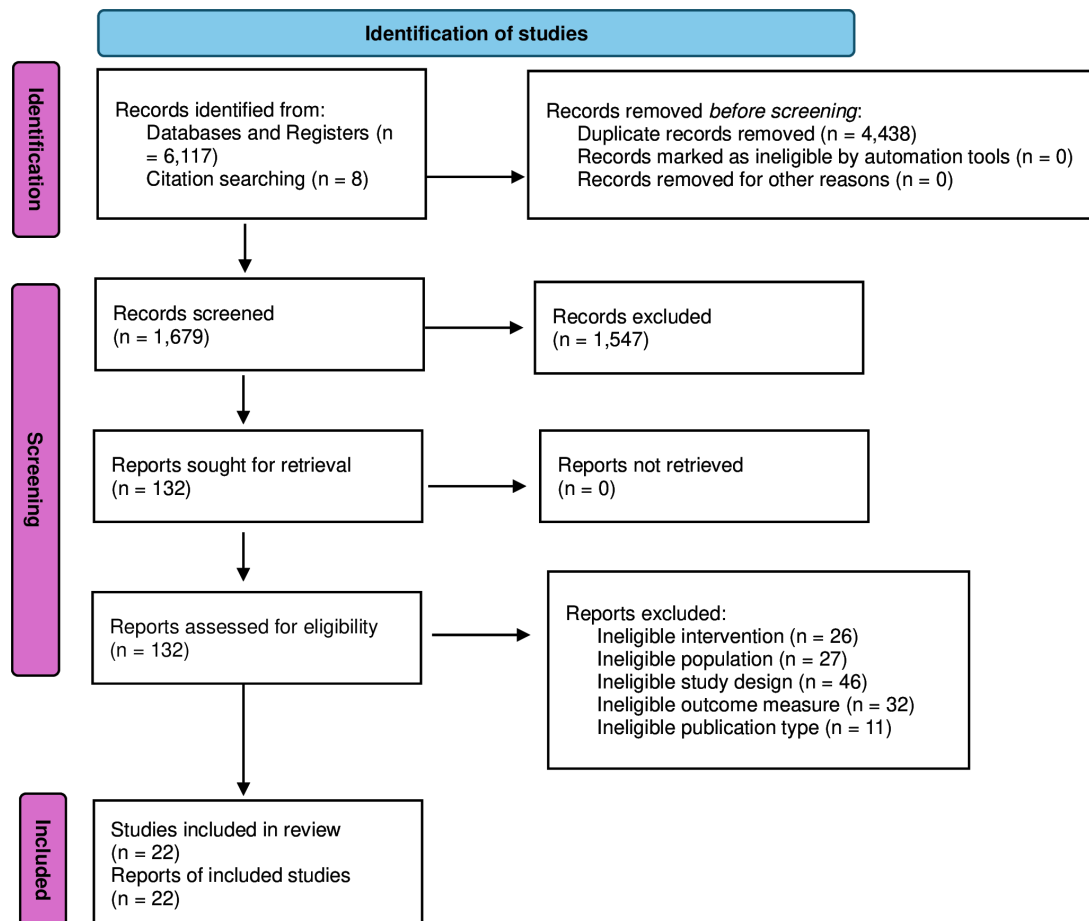 Identification of studies
Identification
Records identified from:
Databases and Registers (n
= 6,117)
Citation searching (n = 8)
Records removed before screening:
Duplicate records removed (n = 4,438)
Records marked as ineligible by automation tools (n = 0)
Records removed for other reasons (n = 0)
Screening
Records screened
(n = 1,679)
Records excluded
(n = 1,547)
Reports sought for retrieval
(n = 132)
Reports not retrieved
(n = 0)
Reports assessed for eligibility
(n = 132)
Reports excluded:
Ineligible intervention (n = 26)
Ineligible population (n = 27)
Ineligible study design (n = 46)
Ineligible outcome measure (n = 32)
Ineligible publication type (n = 11)
Included
Studies included in review
(n = 22)
Reports of included studies
(n = 22)